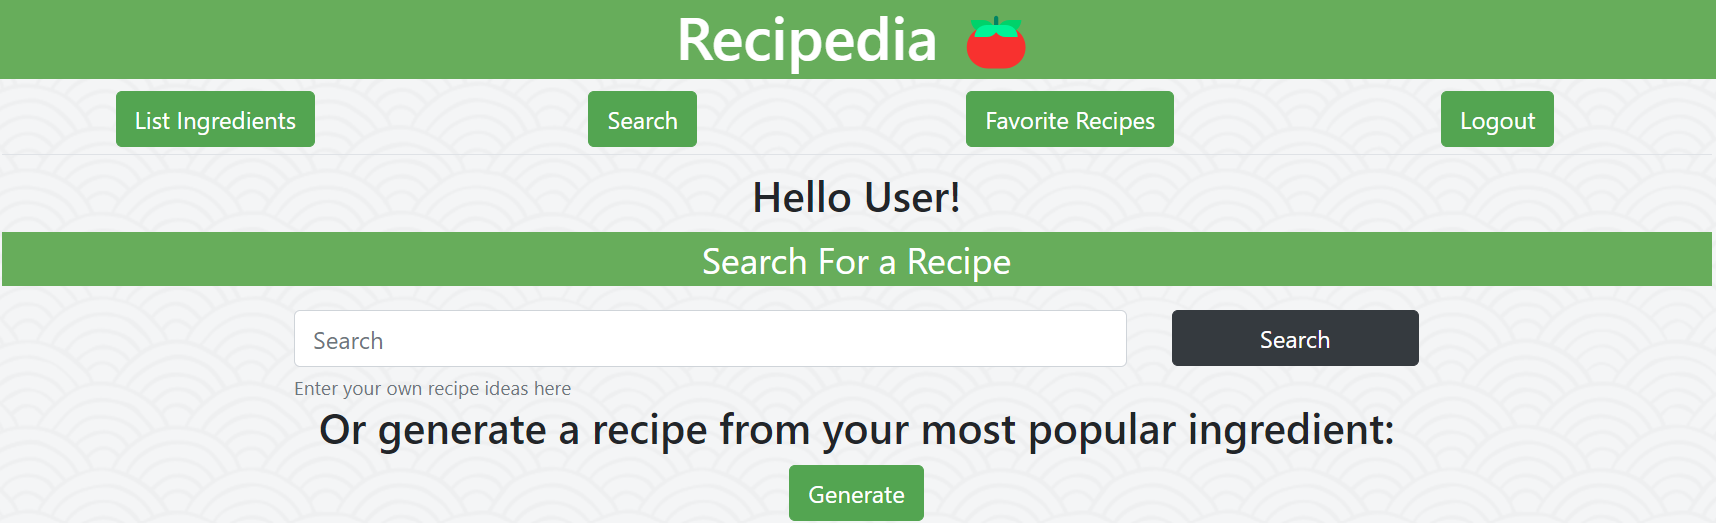 Recipedia
List Ingredients
Search
Favorite Recipes
Logout
Hello User!
Search For a Recipe
Search
Search
Enter your own recipe ideas here
Or generate a recipe from your most popular ingredient:
Generate